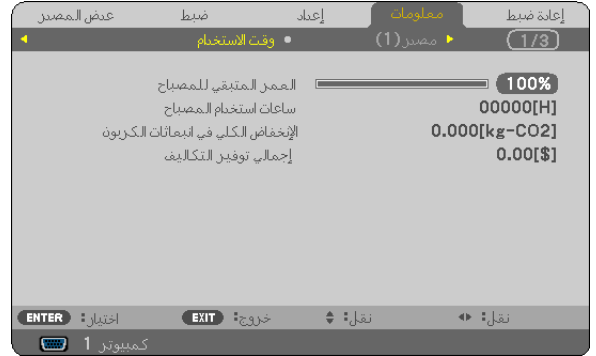 عرض المصدر ضبط إعداد معلومات إعادة ضبط
وقت الاستخدام مصدر(1) (1/3)
العمر المتبقي للمصباح 100%
ساعات استخدام المصباح 00000[H]
الإنخفاض الكلي في انبعاثات الكربون 0.000[kg-CO2]
إجمالي توفير التكاليف 0.00[$]
ENTER اختيار: EXIT خروج: نقل: نقل:
كمبيوتر 1